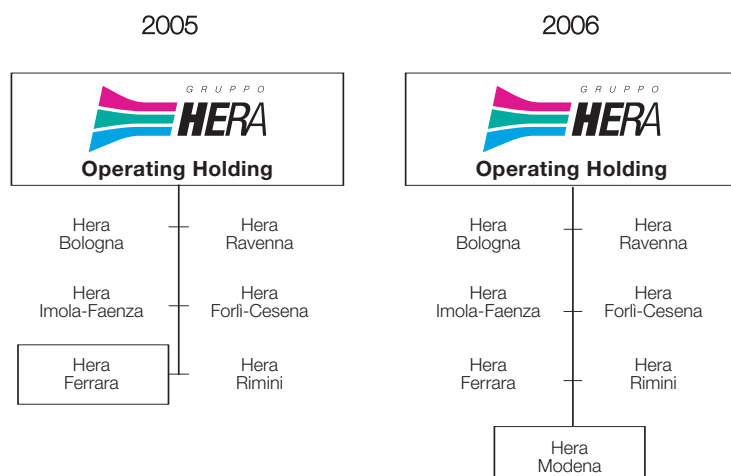 2005
GRUPPO
HERA
Operating Holding
Hera
Bologna
Hera
Ravenna
Hera
Imola-Faenza
Hera
Forlì-Cesena
Hera
Ferrara
Hera
Rimini
2006
GRUPPO
HERA
Operating Holding
Hera
Bologna
Hera
Ravenna
Hera
Imola-Faenza
Hera
Forlì-Cesena
Hera
Ferrara
Hera
Rimini
Hera
Modena